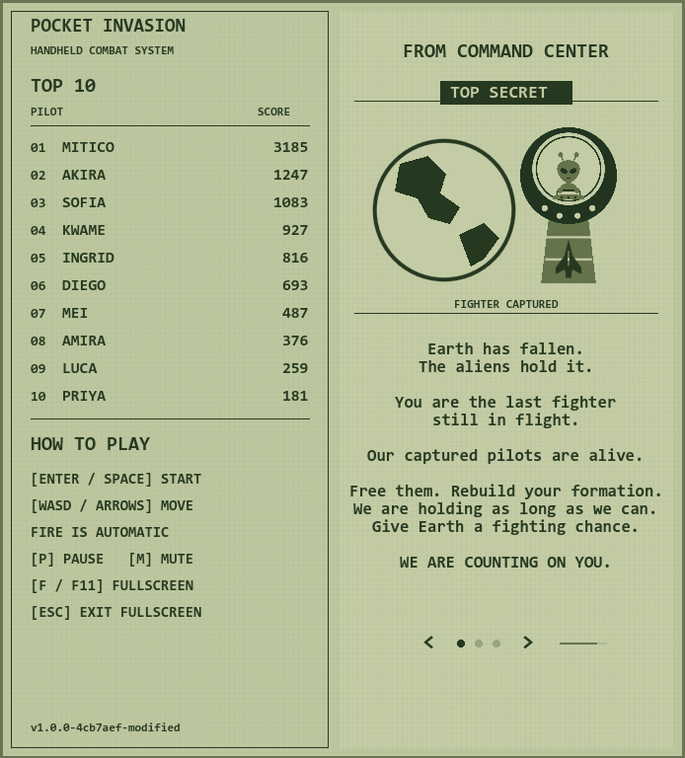 POCKET INVASION
HANDHELD COMBAT SYSTEM
TOP 10
PILOT SCORE
01 MITICO 3185
02 AKIRA 1247
03 SOFIA 1083
04 KWAME 927
05 INGRID 816
06 DIEGO 693
07 MEI 487
08 AMIRA 376
09 LUCA 259
10 PRIYA 181
HOW TO PLAY
[ENTER / SPACE] START
[WASD / ARROWS] MOVE
FIRE IS AUTOMATIC
[P] PAUSE [M] MUTE
[F / F11] FULLSCREEN
[ESC] EXIT FULLSCREEN
v1.0.0-4cb7aef-modified
FROM COMMAND CENTER
TOP SECRET
FIGHTER CAPTURED
Earth has fallen.
The aliens hold it.
You are the last fighter
still in flight.
Our captured pilots are alive.
Free them. Rebuild your formation.
We are holding as long as we can.
Give Earth a fighting chance.
WE ARE COUNTING ON YOU.